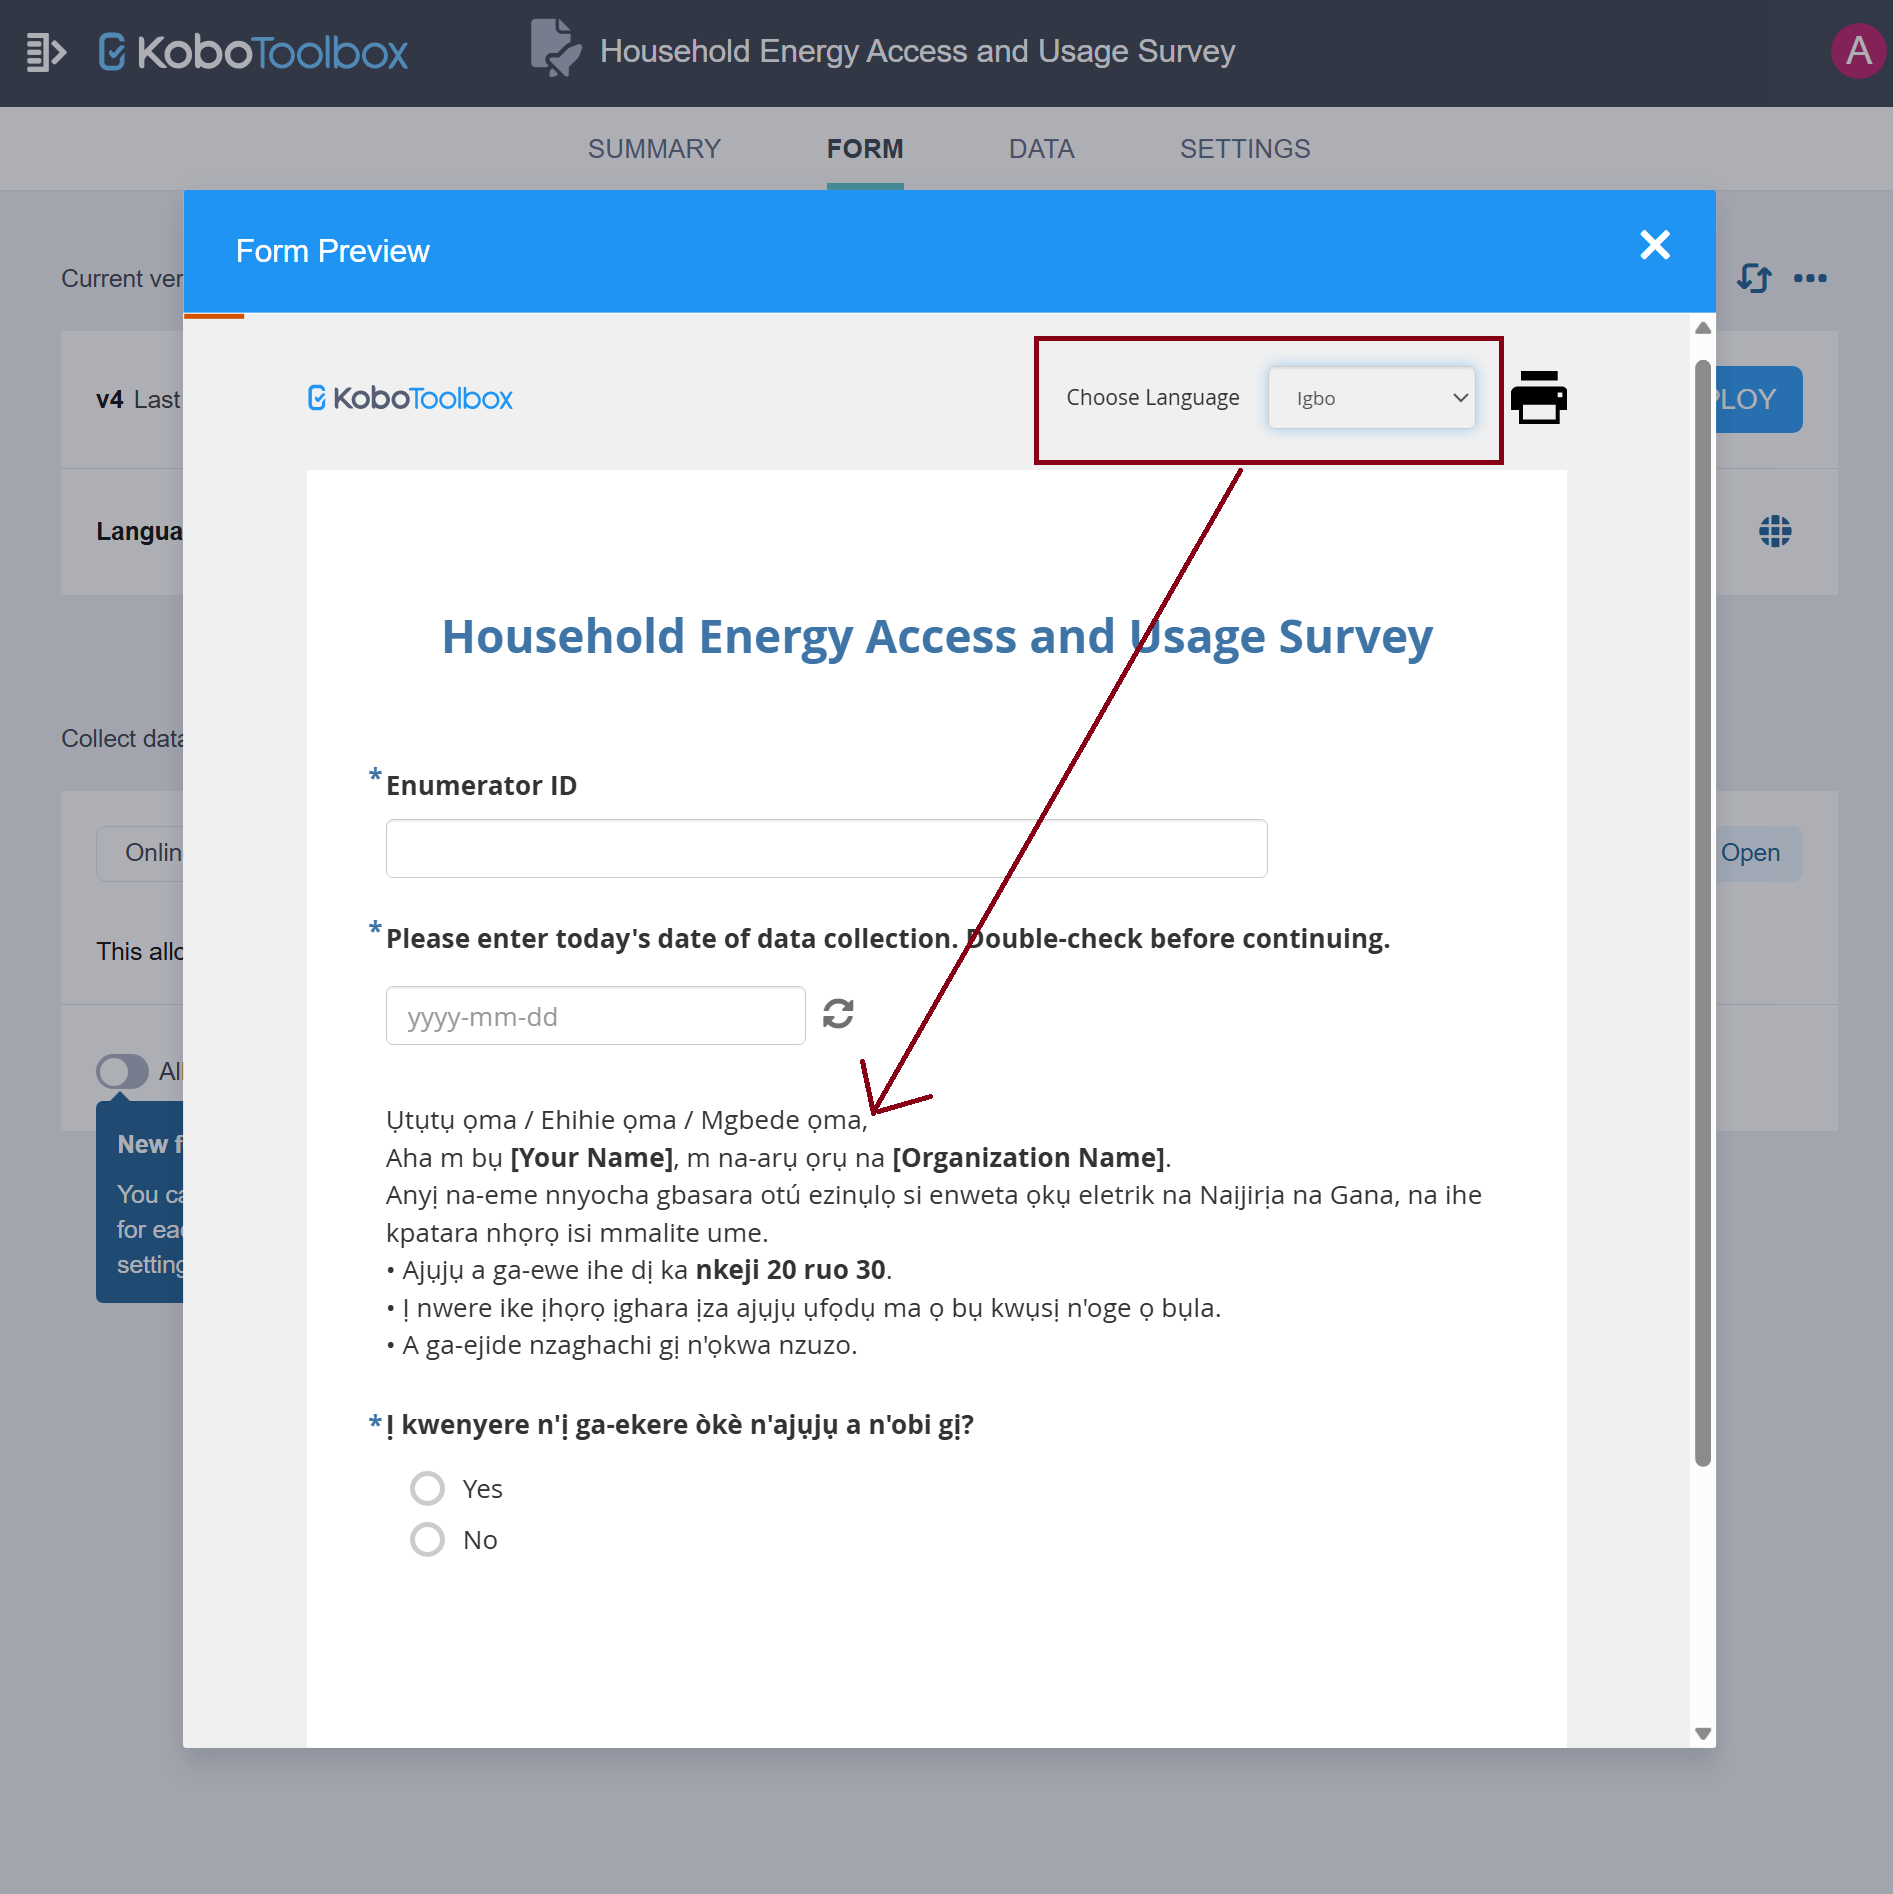 KoboToolbox
Household Energy Access and Usage Survey
A
SUMMARY
FORM
DATA
SETTINGS
Form Preview
Current ver
KoboToolbox
Choose Language
Igbo
v4 Last
PLOY
Langua
Household Energy Access and Usage Survey
Collect data
* Enumerator ID
Onlin
Open
* Please enter today's date of data collection. Double-check before continuing.
This allo
yyyy-mm-dd
All
Ụtụtụ ọma / Ehihie ọma / Mgbede ọma,
New f
Aha m bụ [Your Name], m na-arụ ọrụ na [Organization Name].
You ca
Anyị na-eme nnyocha gbasara otú ezinụlọ si enweta ọkụ eletrik na Naịjirịa na Gana, na ihe
for eac
kpatara nhọrọ isi mmalite ume.
setting
• Ajụjụ a ga-ewe ihe dị ka nkeji 20 ruo 30.
• Ị nwere ike ịhọrọ ịghara ịza ajụjụ ụfọdụ ma ọ bụ kwụsị n'oge ọ bụla.
• A ga-ejide nzaghachi gị n'ọkwa nzuzo.
* Ị kwenyere n'ị ga-ekere òkè n'ajụjụ a n'obi gị?
Yes
No